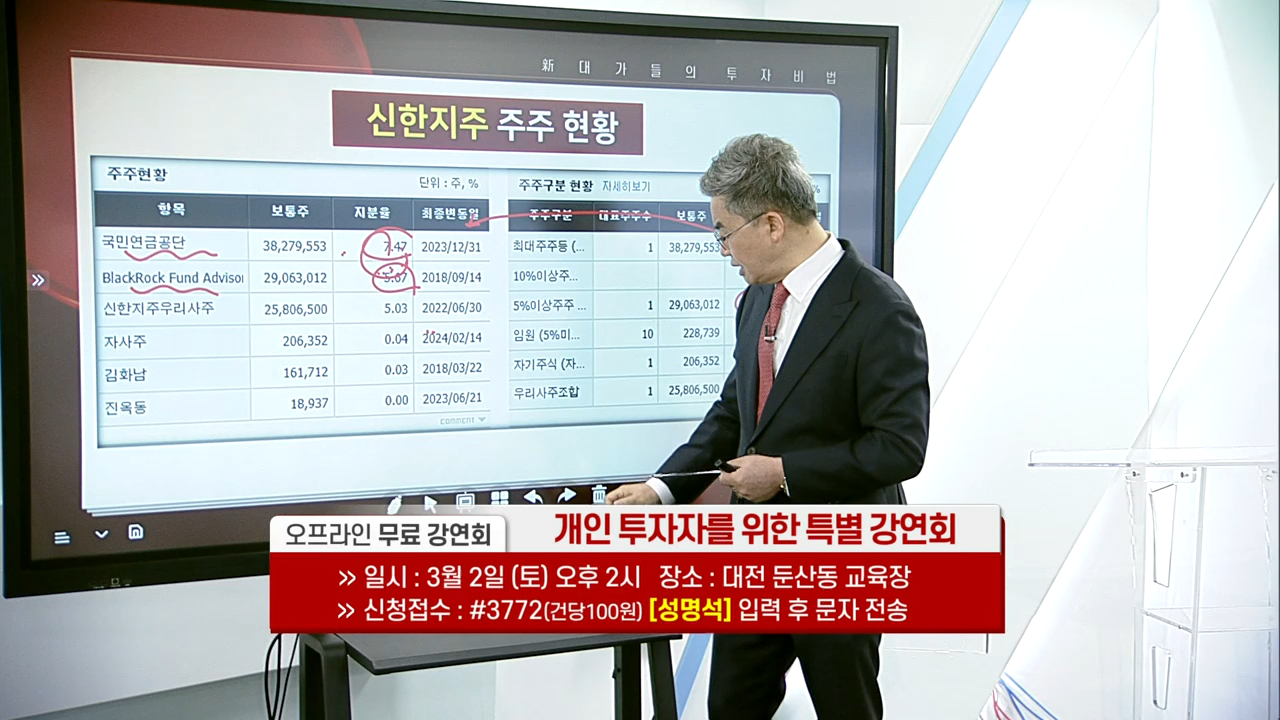 新 대 가 들 의 투 자 비 법
신한지주 주주 현황
주주현황
단위 : 주, %
항목 보통주 지분율 최종변동일
국민연금공단 38,279,553 7.47 2023/12/31
BlackRock Fund Advisor 29,063,012 5.67 2018/09/14
신한지주우리사주 25,806,500 5.03 2022/06/30
자사주 206,352 0.04 2024/02/14
김화남 161,712 0.03 2018/03/22
진옥동 18,937 0.00 2023/06/21
comment
주주구분 현황 자세히보기 %
주주구분 대표주주수 보통주
최대주주등 (... 1 38,279,553
10%이상주...
5%이상주주 ... 1 29,063,012
임원 (5%미... 10 228,739
자기주식 (자... 1 206,352
우리사주조합 1 25,806,500
오프라인 무료 강연회
개인 투자자를 위한 특별 강연회
» 일시 : 3월 2일 (토) 오후 2시 장소 : 대전 둔산동 교육장
» 신청접수 : #3772(건당100원) [성명석] 입력 후 문자 전송